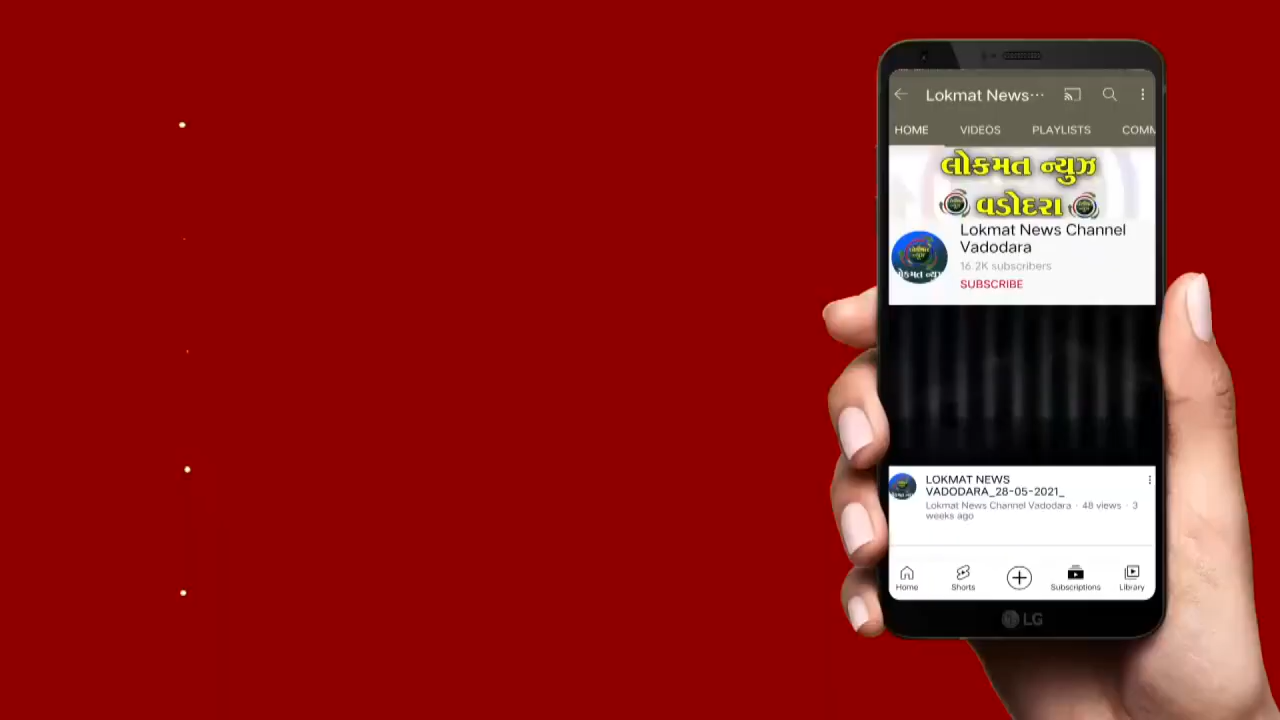 Lokmat News···
HOME VIDEOS PLAYLISTS COMM
લોકમત ન્યુઝ
વડોદરા
Lokmat News Channel
Vadodara
16.2K subscribers
SUBSCRIBE
LOKMAT NEWS
VADODARA_28-05-2021_
Lokmat News Channel Vadodara · 48 views · 3
weeks ago
Home Shorts Subscriptions Library
LG